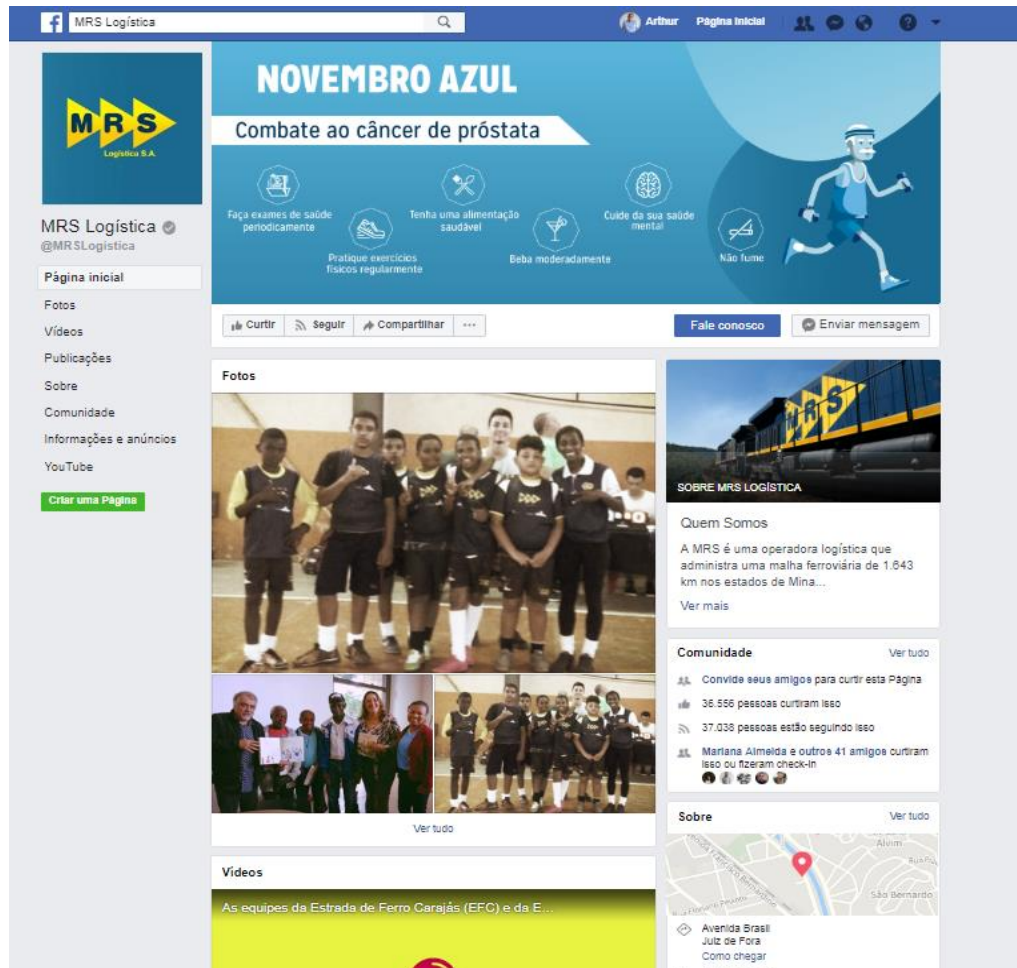 MRS Logística
Arthur
Página Inicial
MRS
Logística S.A.
MRS Logística
@MRSLogistica
Página inicial
Fotos
Vídeos
Publicações
Sobre
Comunidade
Informações e anúncios
YouTube
Criar uma Página
NOVEMBRO AZUL
Combate ao câncer de próstata
Faça exames de saúde
periodicamente
Pratique exercícios
físicos regularmente
Tenha uma alimentação
saudável
Beba moderadamente
Cuide da sua saúde
mental
Não fume
Curtir
Seguir
Compartilhar
Fale conosco
Enviar mensagem
Fotos
Ver tudo
Vídeos
As equipes da Estrada de Ferro Carajás (EFC) e da E...
MRS
SOBRE MRS LOGÍSTICA
Quem Somos
A MRS é uma operadora logística que
administra uma malha ferroviária de 1.643
km nos estados de Mina...
Ver mais
Comunidade
Ver tudo
Convide seus amigos para curtir esta Página
36.556 pessoas curtiram isso
37.038 pessoas estão seguindo isso
Mariana Almeida e outros 41 amigos curtiram
isso ou fizeram check-in
Sobre
Ver tudo
Alvim
São Bernardo
Avenida Brasil
Juiz de Fora
Como chegar